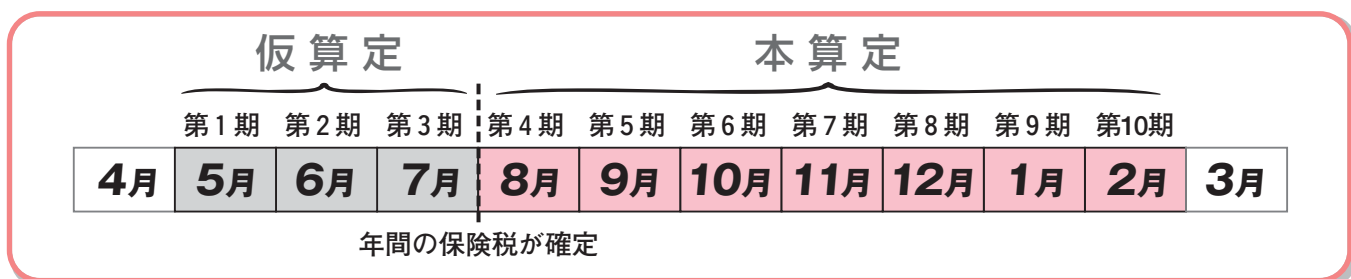 仮算定 本算定
第1期 第2期 第3期 第4期 第5期 第6期 第7期 第8期 第9期 第10期
4月 5月 6月 7月 8月 9月 10月 11月 12月 1月 2月 3月
年間の保険税が確定